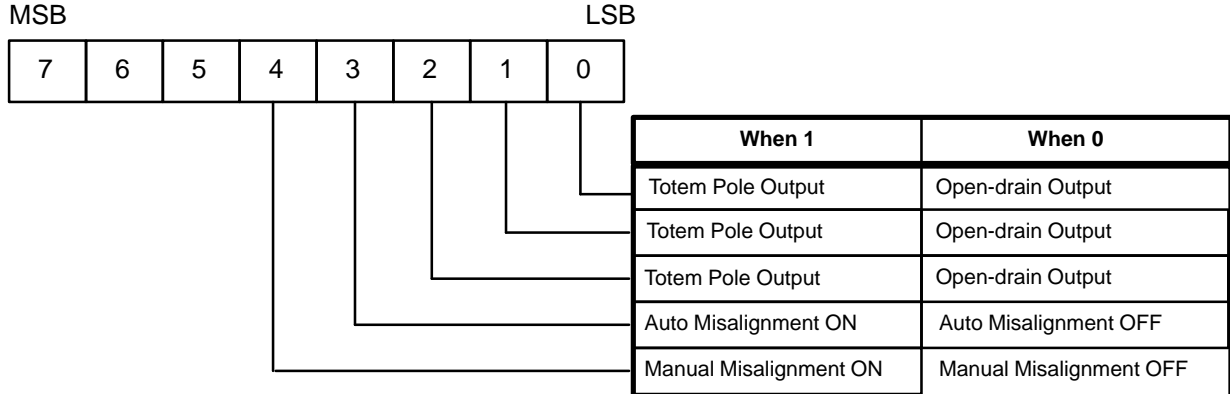 MSB LSB
7 6 5 4 3 2 1 0
When 1 When 0
Totem Pole Output Open-drain Output
Totem Pole Output Open-drain Output
Totem Pole Output Open-drain Output
Auto Misalignment ON Auto Misalignment OFF
Manual Misalignment ON Manual Misalignment OFF